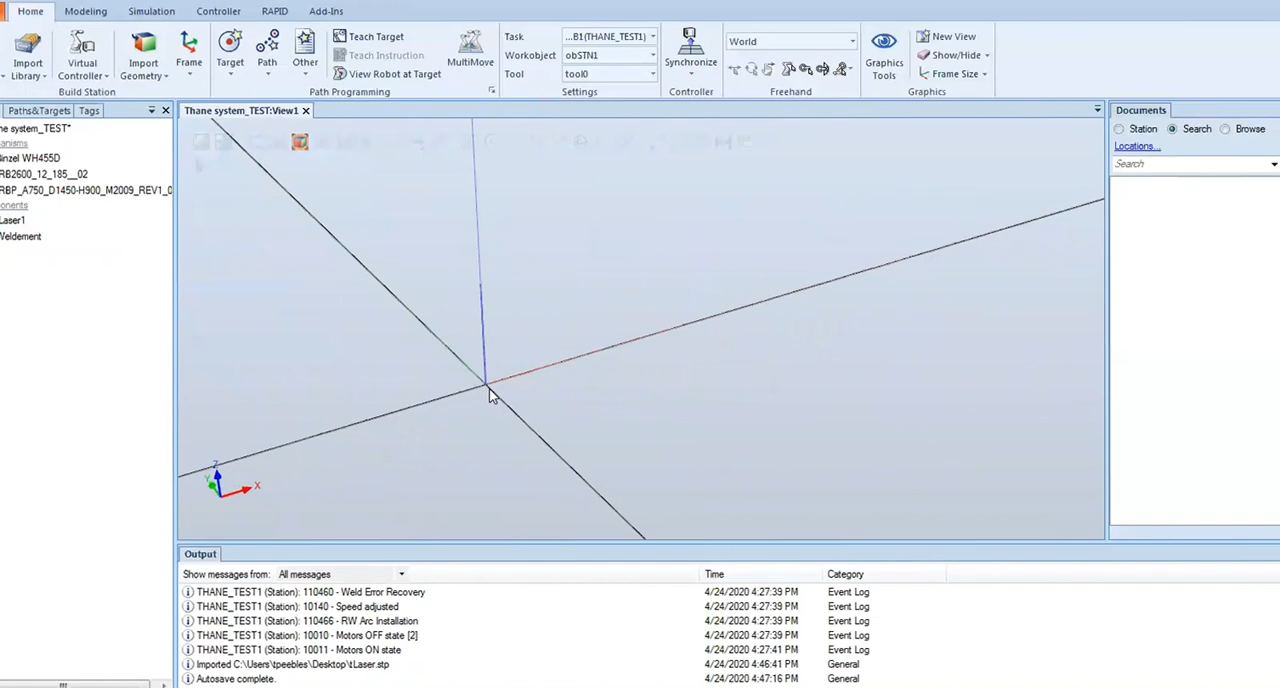 Home Modeling Simulation Controller RAPID Add-Ins
Import Library
Virtual Controller
Import Geometry
Frame
Build Station
Target
Path
Other
Teach Target
Teach Instruction
View Robot at Target
MultiMove
Path Programming
Task ...B1(THANE_TEST1)
Workobject obSTN1
Tool tool0
Settings
Synchronize
Controller
World
Freehand
Graphics Tools
New View
Show/Hide
Frame Size
Graphics
Paths&Targets Tags
ne system_TEST*
anisms
Binzel WH455D
RB2600_12_185__02
RBP_A750_D1450-H900_M2009_REV1_0
onents
Laser1
Weldement
Thane system_TEST:View1
Z
Y
X
Documents
Station Search Browse
Locations...
Search
Output
Show messages from: All messages Time Category
THANE_TEST1 (Station): 110460 - Weld Error Recovery 4/24/2020 4:27:39 PM Event Log
THANE_TEST1 (Station): 10140 - Speed adjusted 4/24/2020 4:27:39 PM Event Log
THANE_TEST1 (Station): 110466 - RW Arc Installation 4/24/2020 4:27:39 PM Event Log
THANE_TEST1 (Station): 10010 - Motors OFF state [2] 4/24/2020 4:27:39 PM Event Log
THANE_TEST1 (Station): 10011 - Motors ON state 4/24/2020 4:27:41 PM Event Log
Imported C:\Users\tpeebles\Desktop\tLaser.stp 4/24/2020 4:46:41 PM General
Autosave complete. 4/24/2020 4:47:16 PM General